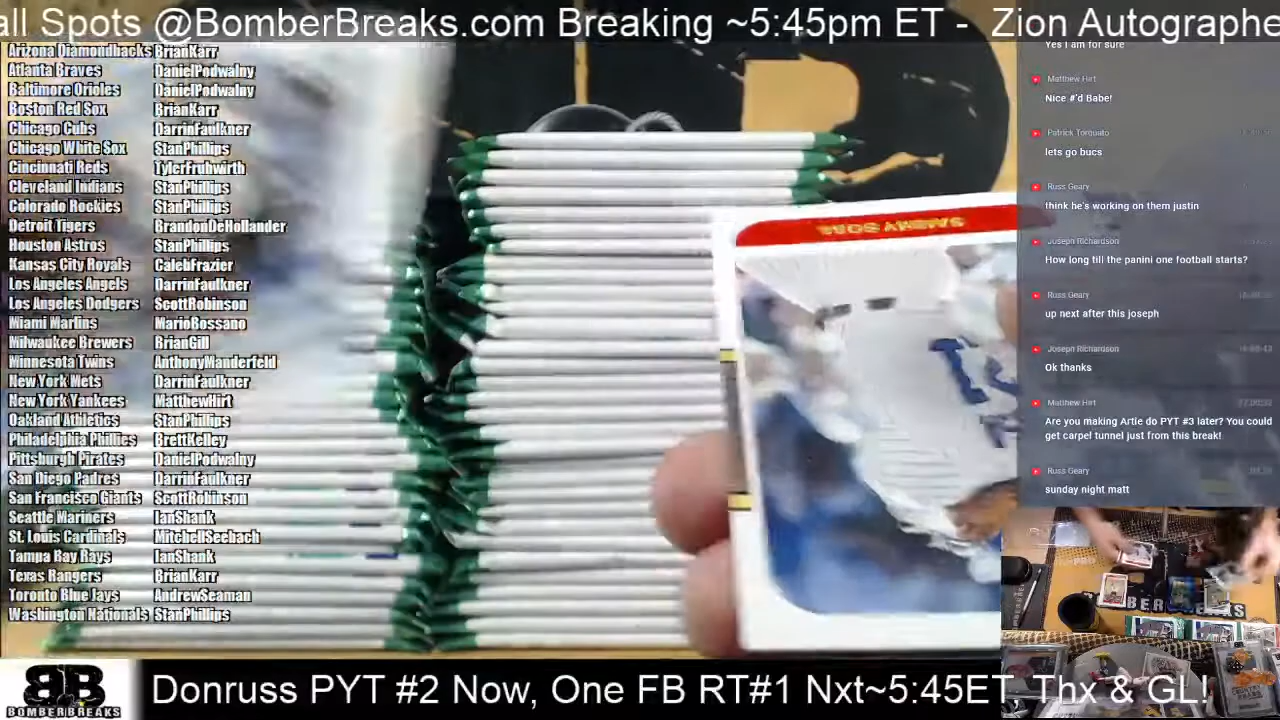 all Spots @BomberBreaks.com Breaking ~5:45pm ET - Zion Autographe
Arizona Diamondbacks BrianKarr
Atlanta Braves DanielPodwalny
Baltimore Orioles DanielPodwalny
Boston Red Sox BrianKarr
Chicago Cubs DarrinFaulkner
Chicago White Sox StanPhillips
Cincinnati Reds TylerFruhwirth
Cleveland Indians StanPhillips
Colorado Rockies StanPhillips
Detroit Tigers BrandonDeHollander
Houston Astros StanPhillips
Kansas City Royals CalebFrazier
Los Angeles Angels DarrinFaulkner
Los Angeles Dodgers ScottRobinson
Miami Marlins MarioBossano
Milwaukee Brewers BrianGill
Minnesota Twins AnthonyManderfeld
New York Mets DarrinFaulkner
New York Yankees MatthewHirt
Oakland Athletics StanPhillips
Philadelphia Phillies BrettKelley
Pittsburgh Pirates DanielPodwalny
San Diego Padres DarrinFaulkner
San Francisco Giants ScottRobinson
Seattle Mariners IanShank
St. Louis Cardinals MitchellSeebach
Tampa Bay Rays IanShank
Texas Rangers BrianKarr
Toronto Blue Jays AndrewSeaman
Washington Nationals StanPhillips
SAMMY SOSA
Yes I am for sure
Matthew Hirt
Nice #'d Babe!
Patrick Torquato
lets go bucs
Russ Geary
think he's working on them justin
Joseph Richardson
How long till the panini one football starts?
Russ Geary
up next after this joseph
Joseph Richardson
Ok thanks
Matthew Hirt
Are you making Artie do PYT #3 later? You could
get carpel tunnel just from this break!
Russ Geary
sunday night matt
BB
BOMBERBREAKS
Donruss PYT #2 Now, One FB RT#1 Nxt~5:45ET. Thx & GL!